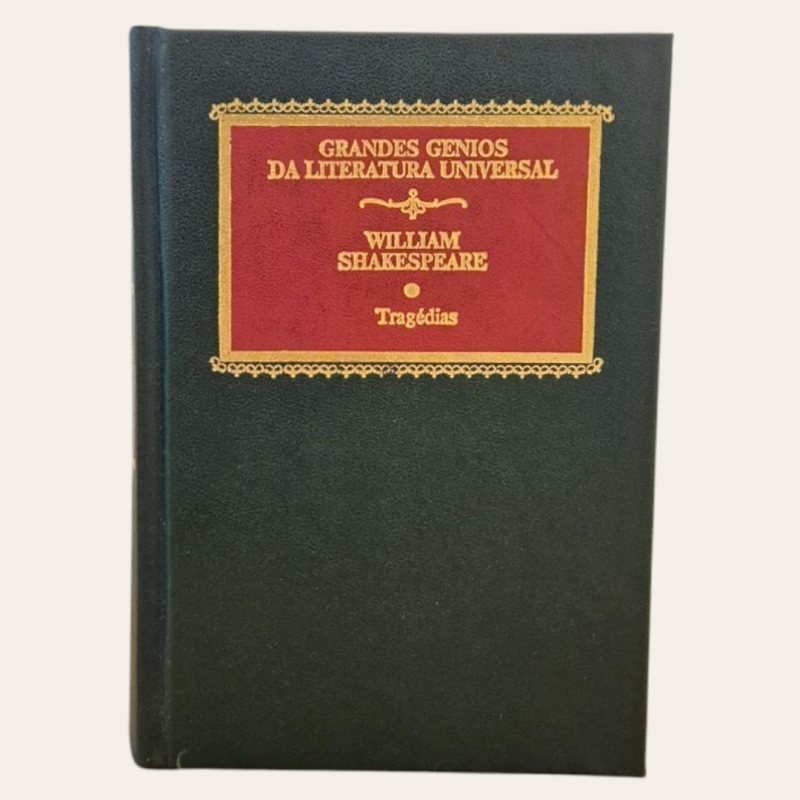 GRANDES GENIOS
DA LITERATURA UNIVERSAL
WILLIAM
SHAKESPEARE
Tragédias